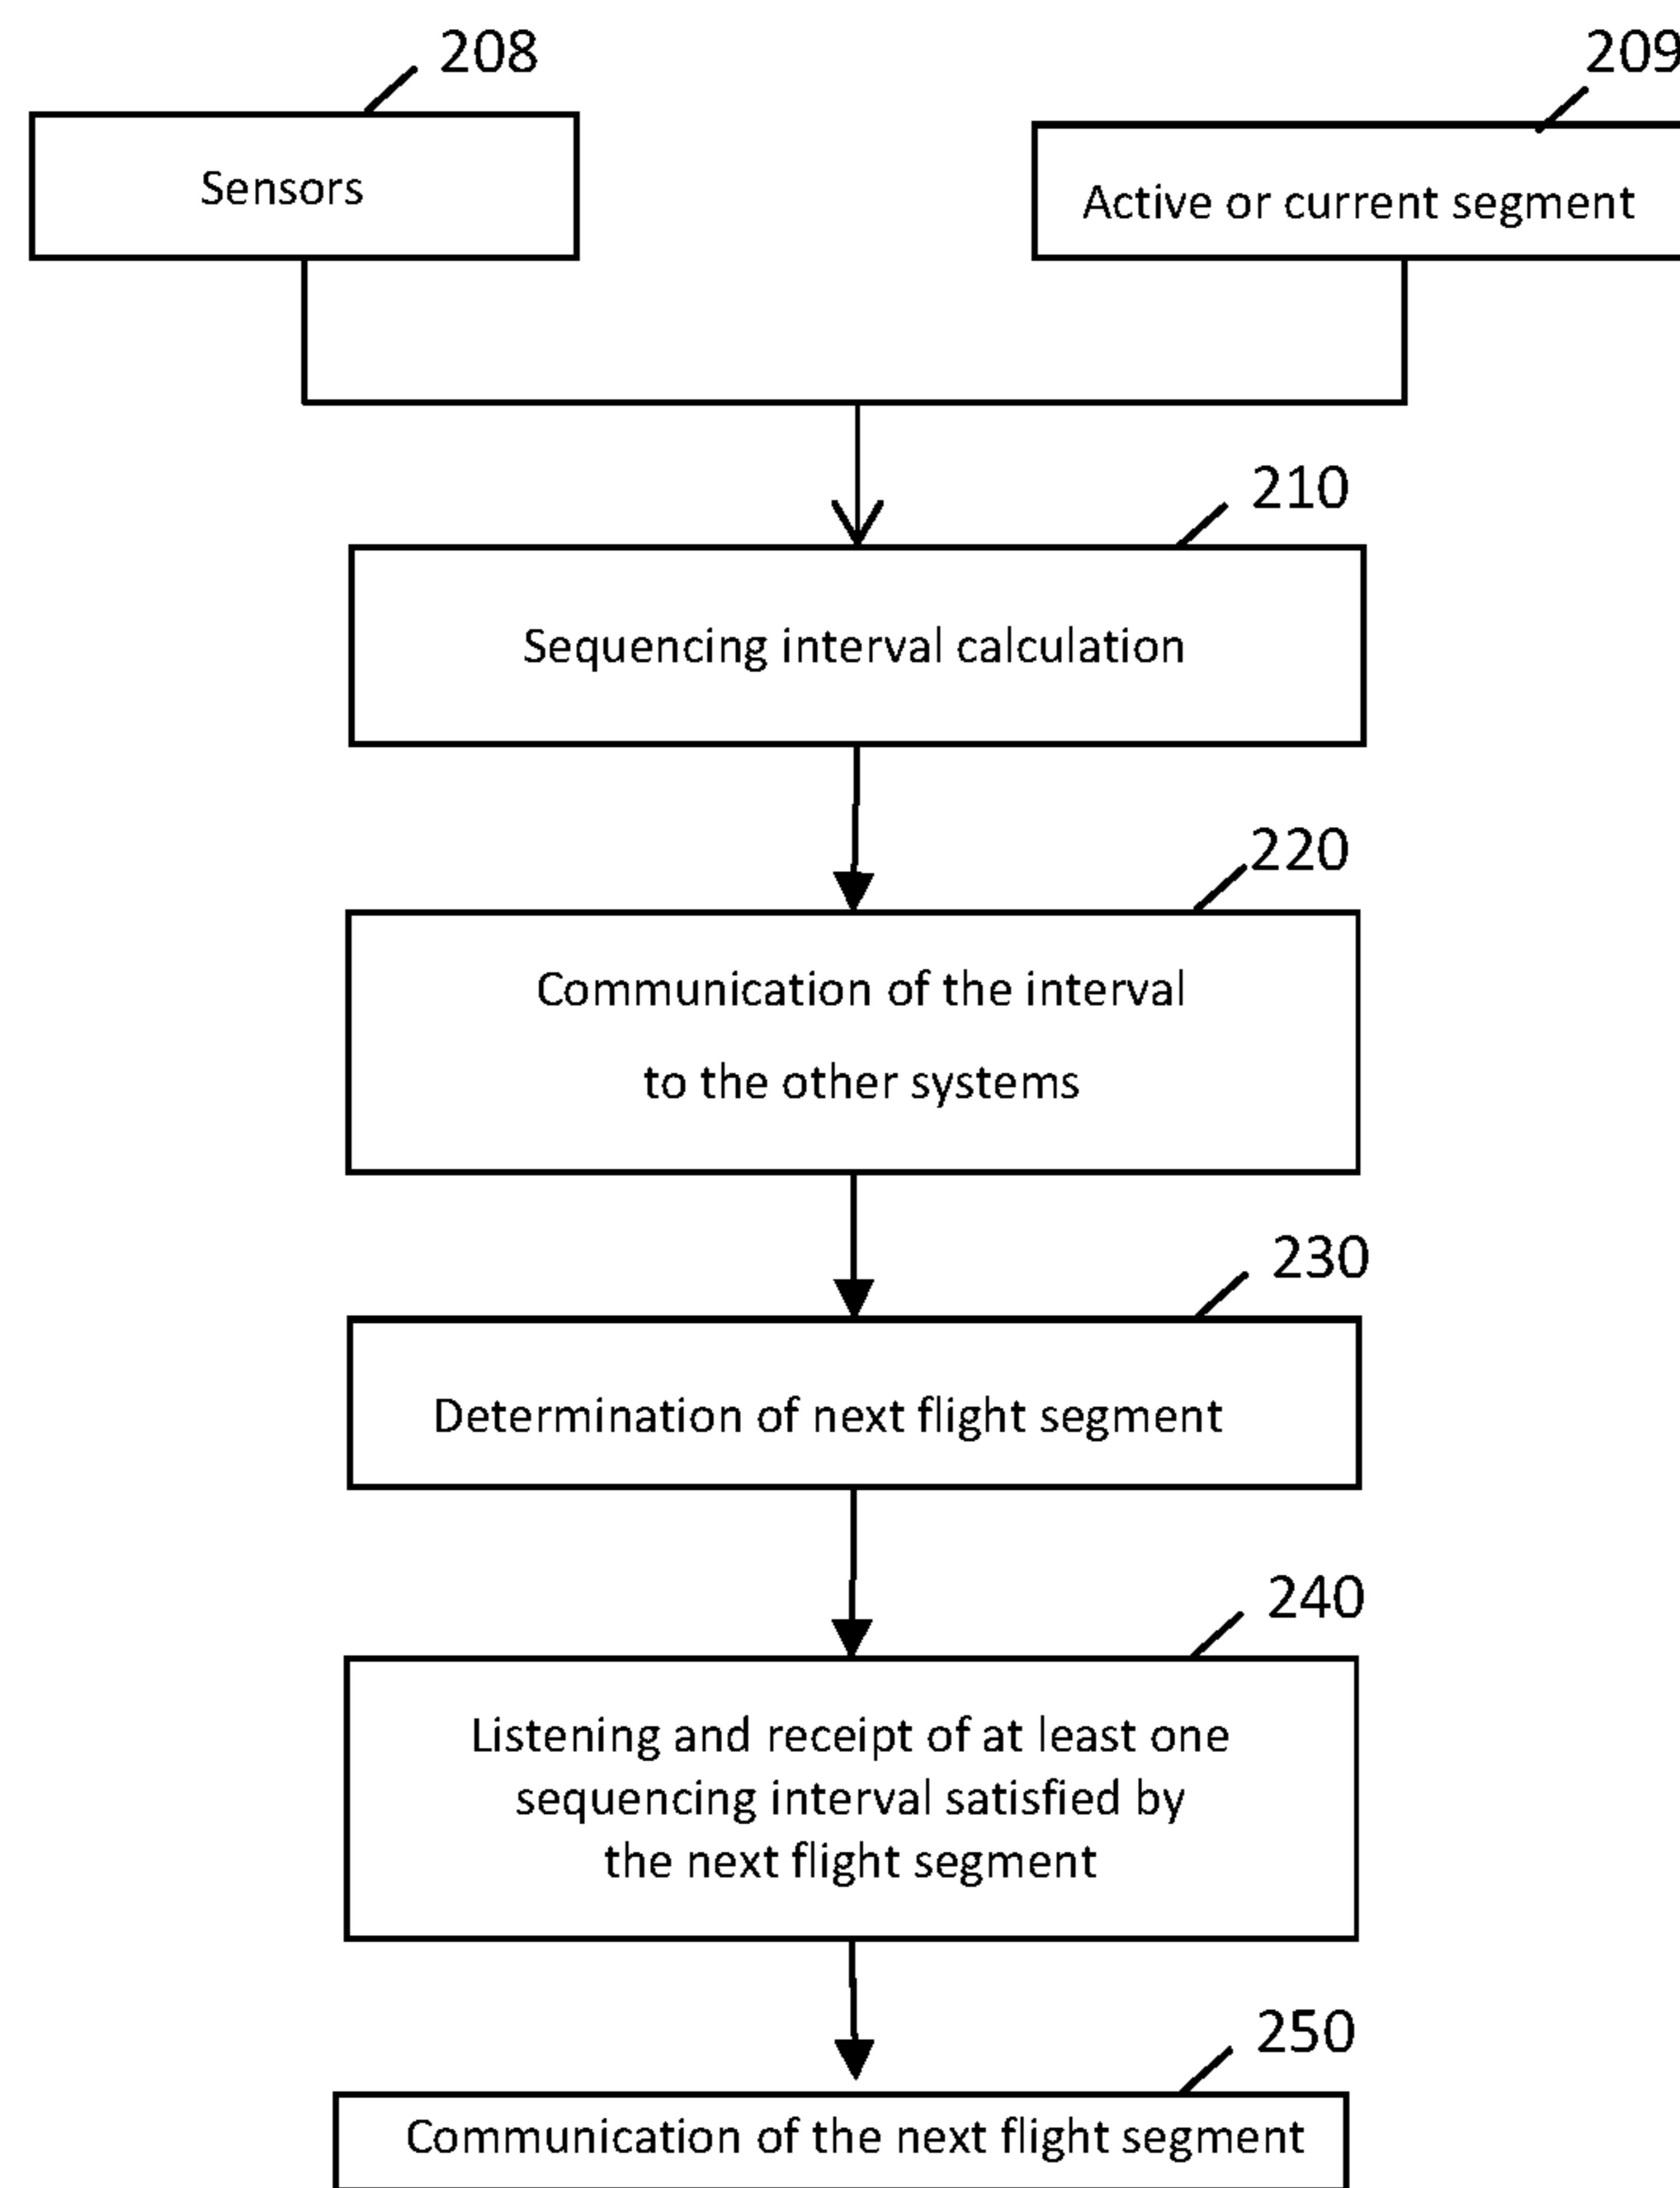 208
209
Sensors
Active or current segment
210
Sequencing interval calculation
220
Communication of the interval
to the other systems
230
Determination of next flight segment
240
Listening and receipt of at least one
sequencing interval satisfied by
the next flight segment
250
Communication of the next flight segment